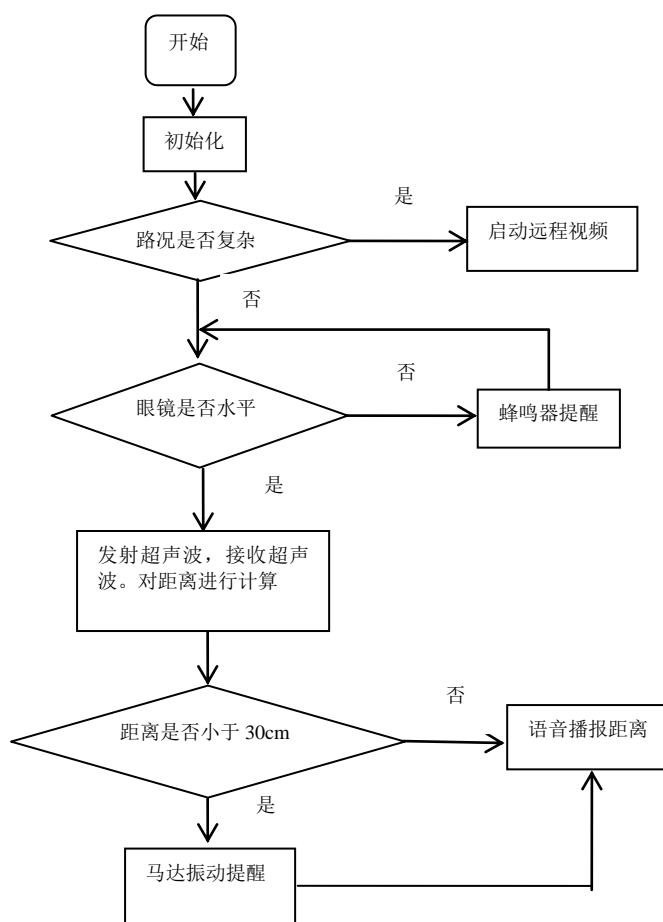 开始
初始化
路况是否复杂
是
启动远程视频
否
眼镜是否水平
否
蜂鸣器提醒
是
发射超声波，接收超声
波。对距离进行计算
距离是否小于 30cm
否
语音播报距离
是
马达振动提醒